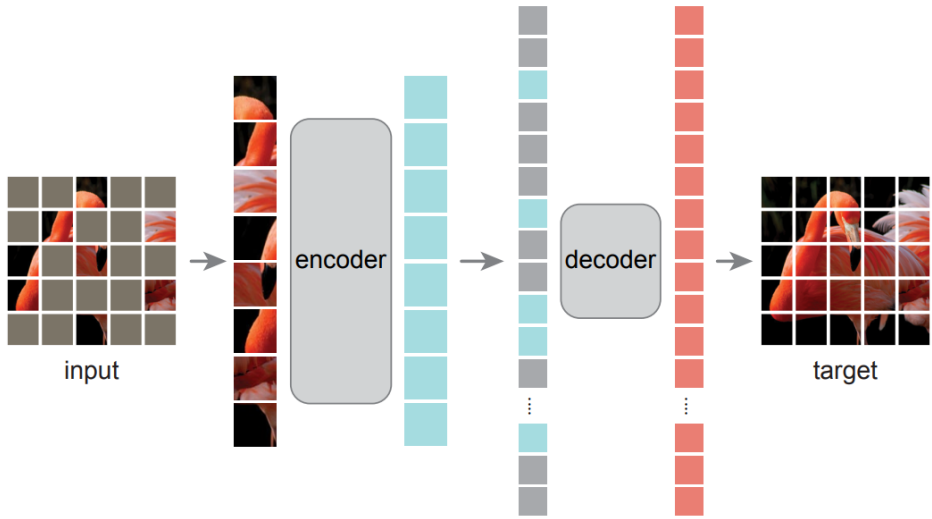 input
encoder
decoder
target